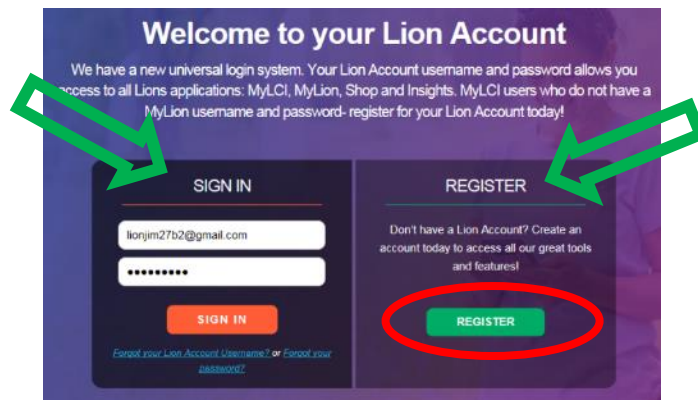 Welcome to your Lion Account
We have a new universal login system. Your Lion Account username and password allows you
access to all Lions applications: MyLCI, MyLion, Shop and Insights. MyLCI users who do not have a
MyLion username and password- register for your Lion Account today!
SIGN IN
lionjim27b2@gmail.com
•••••••••
SIGN IN
Forgot your Lion Account Username? or Forgot your
password?
REGISTER
Don't have a Lion Account? Create an
account today to access all our great tools
and features!
REGISTER